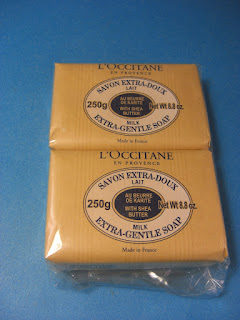 L'OCCITANE
EN PROVENCE
SAVON EXTRA-DOUX
LAIT
AU BEURRE
DE KARITE
250g
Net Wt 8.8 oz.
WITH SHEA
BUTTER
MILK
EXTRA-GENTLE SOAP
Made in France
L'OCCITANE
EN PROVENCE
SAVON EXTRA-DOUX
LAIT
AU BEURRE
DE KARITE
250g
Net Wt 8.8 oz.
WITH SHEA
BUTTER
MILK
EXTRA-GENTLE SOAP
Made in France